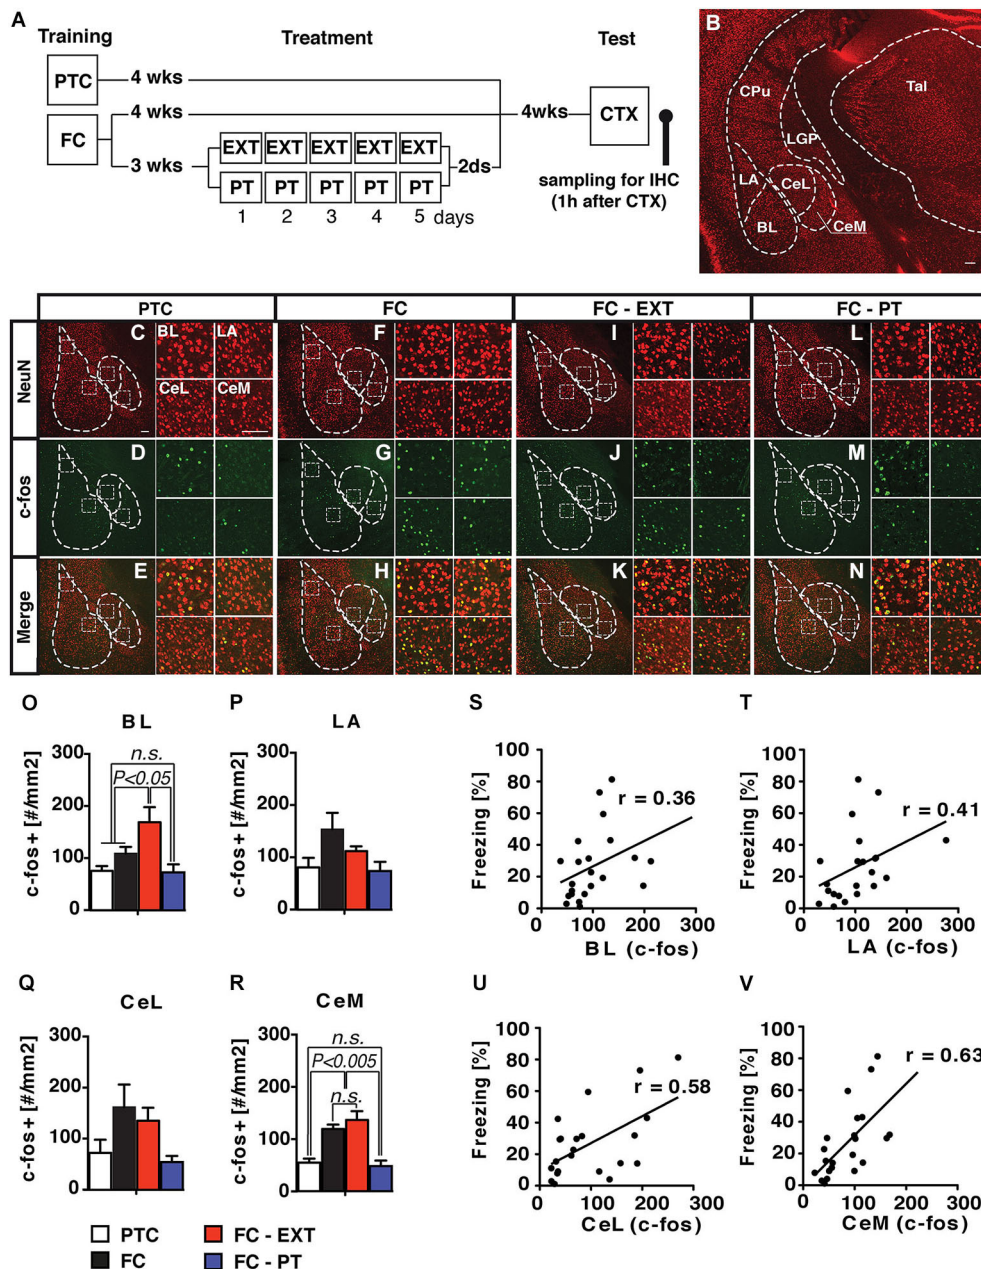 A
Training
Treatment
Test
PTC
4 wks
FC
4 wks
3 wks
EXT EXT EXT EXT EXT
PT PT PT PT PT
1 2 3 4 5 days
2ds
4wks
CTX
sampling for IHC
(1h after CTX)
B
CPu
Tal
LGP
LA
CeL
BL
CeM
PTC
FC
FC - EXT
FC - PT
NeuN
C
BL
LA
CeL
CeM
F
I
L
c-fos
D
G
J
M
Merge
E
H
K
N
O
BL
c-fos+ [#/mm2]
300
200
100
0
n.s.
P<0.05
P
LA
c-fos+ [#/mm2]
300
200
100
0
S
Freezing [%]
100
80
60
40
20
0
r = 0.36
0 100 200 300
BL (c-fos)
T
Freezing [%]
100
80
60
40
20
0
r = 0.41
0 100 200 300
LA (c-fos)
Q
CeL
c-fos+ [#/mm2]
300
200
100
0
R
CeM
c-fos+ [#/mm2]
300
200
100
0
n.s.
P<0.005
n.s.
U
Freezing [%]
100
80
60
40
20
0
r = 0.58
0 100 200 300
CeL (c-fos)
V
Freezing [%]
100
80
60
40
20
0
r = 0.63
0 100 200 300
CeM (c-fos)
PTC
FC - EXT
FC
FC - PT